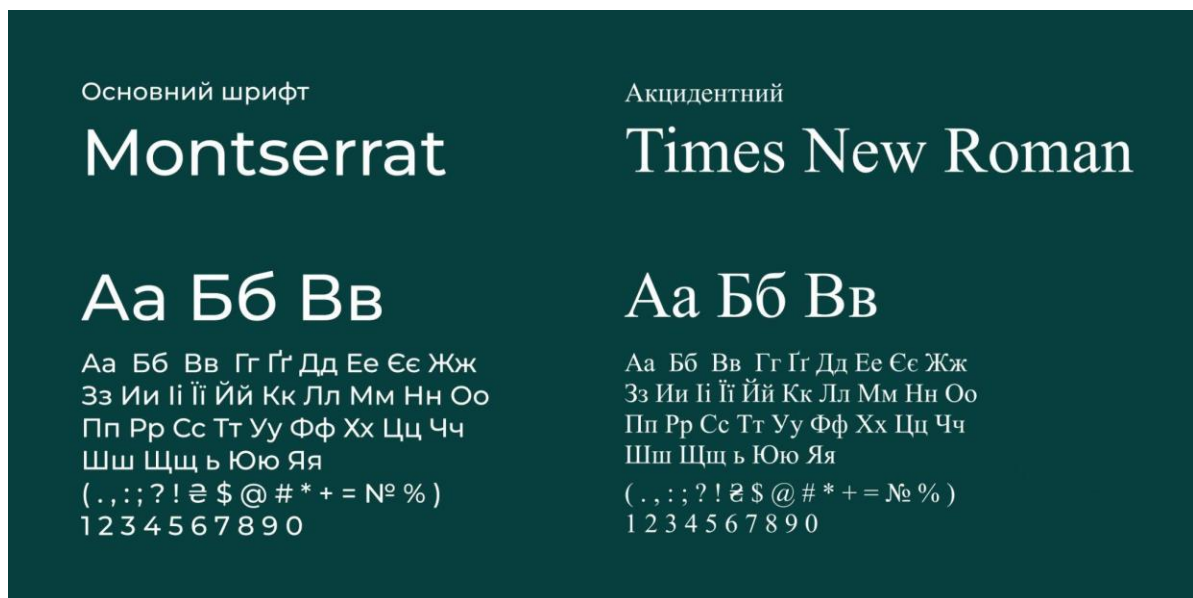 Основний шрифт
Montserrat
Аа Бб Вв
Аа Бб Вв Гг Ґґ Дд Ее Єє Жж
Зз Ии Іі Її Йй Кк Лл Мм Нн Оо
Пп Рр Сс Тт Уу Фф Хх Цц Чч
Шш Щщ ь Юю Яя
( . , : ; ? ! ₴ $ @ # * + = № % )
1 2 3 4 5 6 7 8 9 0
Акцидентний
Times New Roman
Аа Бб Вв
Аа Бб Вв Гг Ґґ Дд Ее Єє Жж
Зз Ии Іі Її Йй Кк Лл Мм Нн Оо
Пп Рр Сс Тт Уу Фф Хх Цц Чч
Шш Щщ ь Юю Яя
( . , : ; ? ! ₴ $ @ # * + = № % )
1 2 3 4 5 6 7 8 9 0